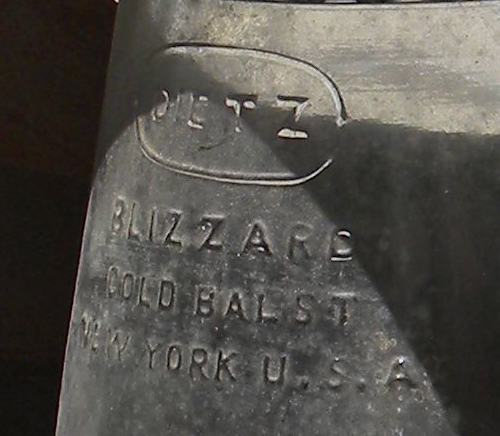 DIETZ
BLIZZARD
COLD BALST
NEW YORK U.S.A.